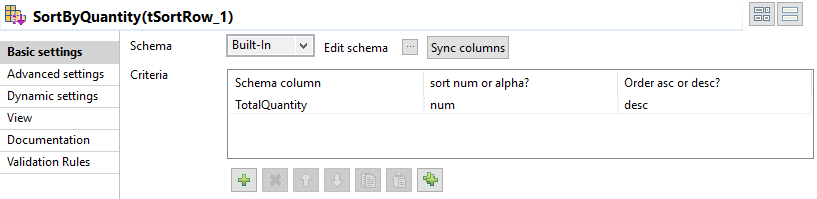 SortByQuantity(tSortRow_1)
Basic settings
Advanced settings
Dynamic settings
View
Documentation
Validation Rules
Schema Built-In Edit schema ... Sync columns
Criteria
Schema column sort num or alpha? Order asc or desc?
TotalQuantity num desc